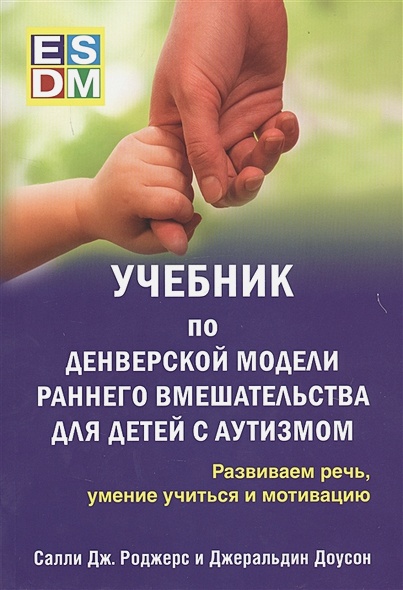 ES
DM
УЧЕБНИК
по
ДЕНВЕРСКОЙ МОДЕЛИ
РАННЕГО ВМЕШАТЕЛЬСТВА
ДЛЯ ДЕТЕЙ С АУТИЗМОМ
Развиваем речь,
умение учиться и мотивацию
Салли Дж. Роджерс и Джеральдин Доусон